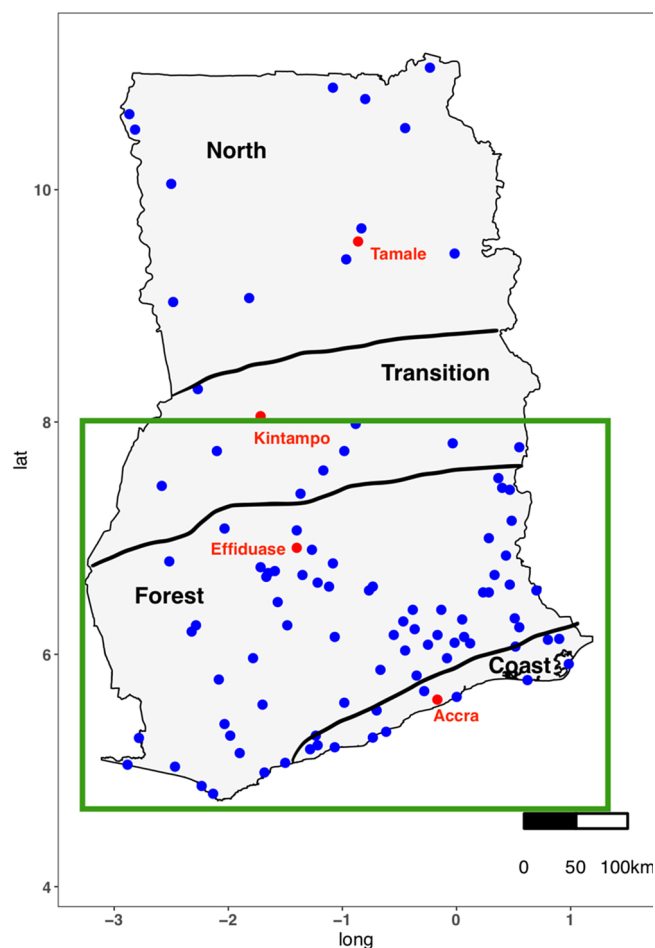 North
10
Tamale
Transition
8
Kintampo
lat
Effiduase
Forest
6
Coast
Accra
0 50 100km
4
−3 −2 −1 0 1
long